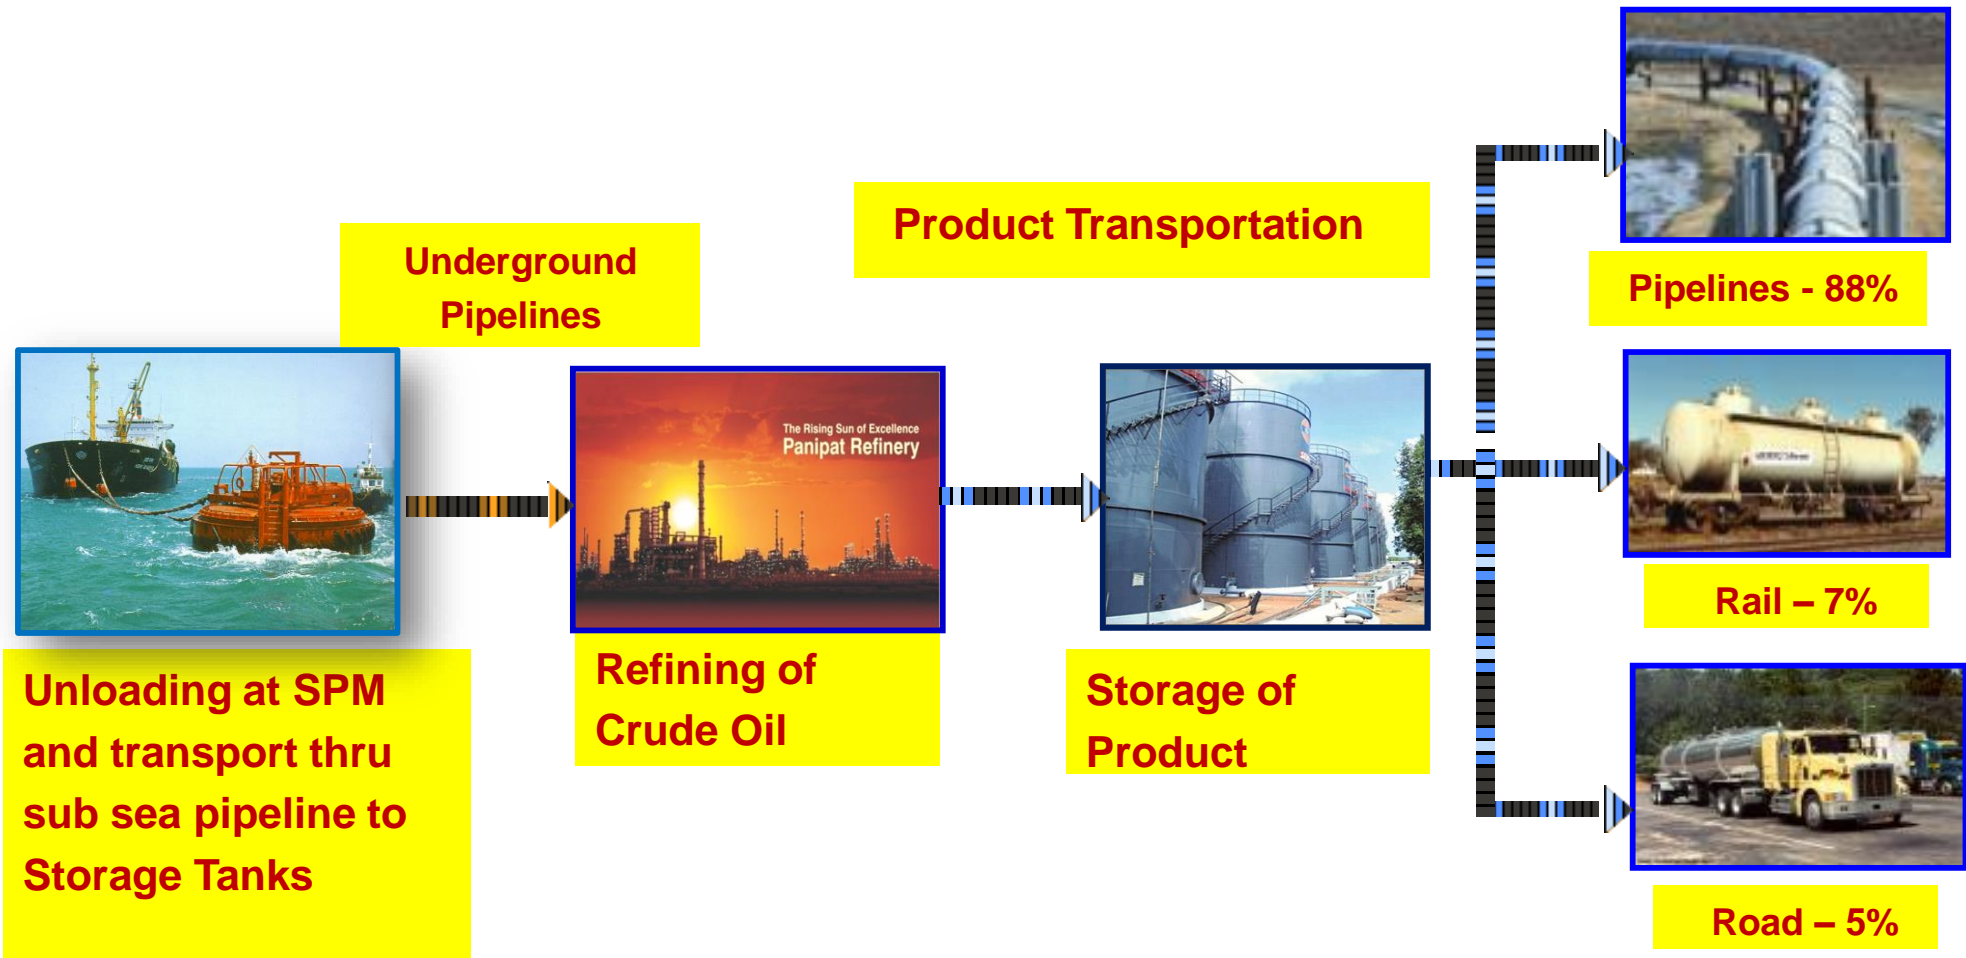 Underground
Pipelines
Product Transportation
Pipelines - 88%
The Rising Sun of Excellence
Panipat Refinery
Rail – 7%
Unloading at SPM
and transport thru
sub sea pipeline to
Storage Tanks
Refining of
Crude Oil
Storage of
Product
Road – 5%